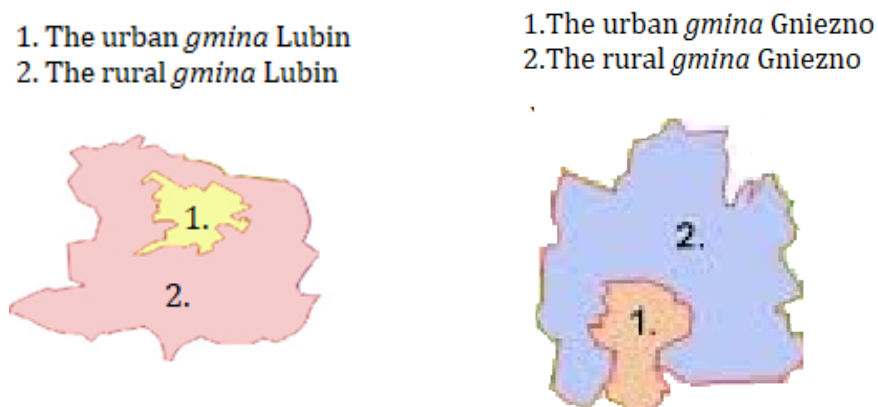 1. The urban gmina Lubin
2. The rural gmina Lubin
1.The urban gmina Gniezno
2.The rural gmina Gniezno
1.
2.
2.
1.